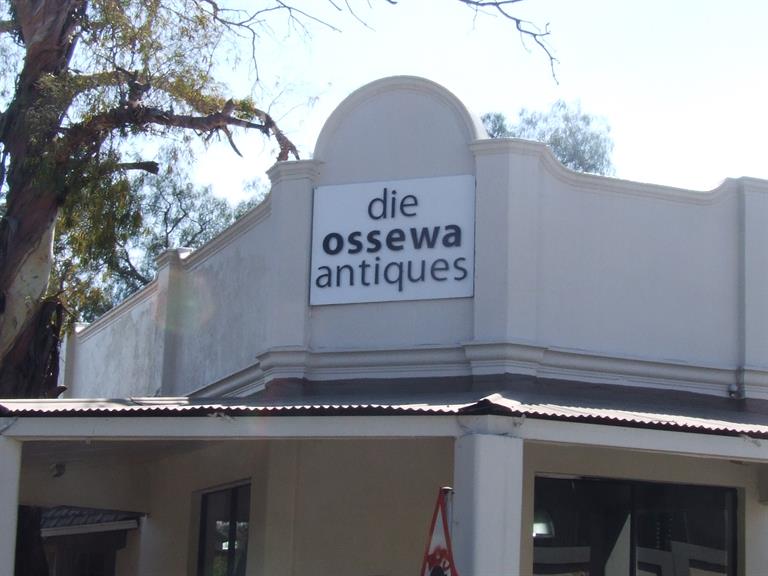 die
ossewa
antiques